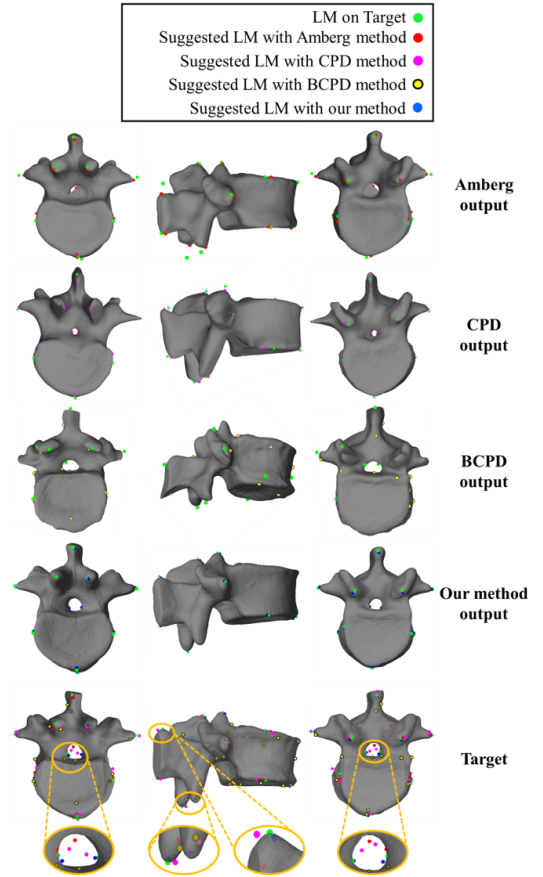 LM on Target
Suggested LM with Amberg method
Suggested LM with CPD method
Suggested LM with BCPD method
Suggested LM with our method
Amberg
output
CPD
output
BCPD
output
Our method
output
Target